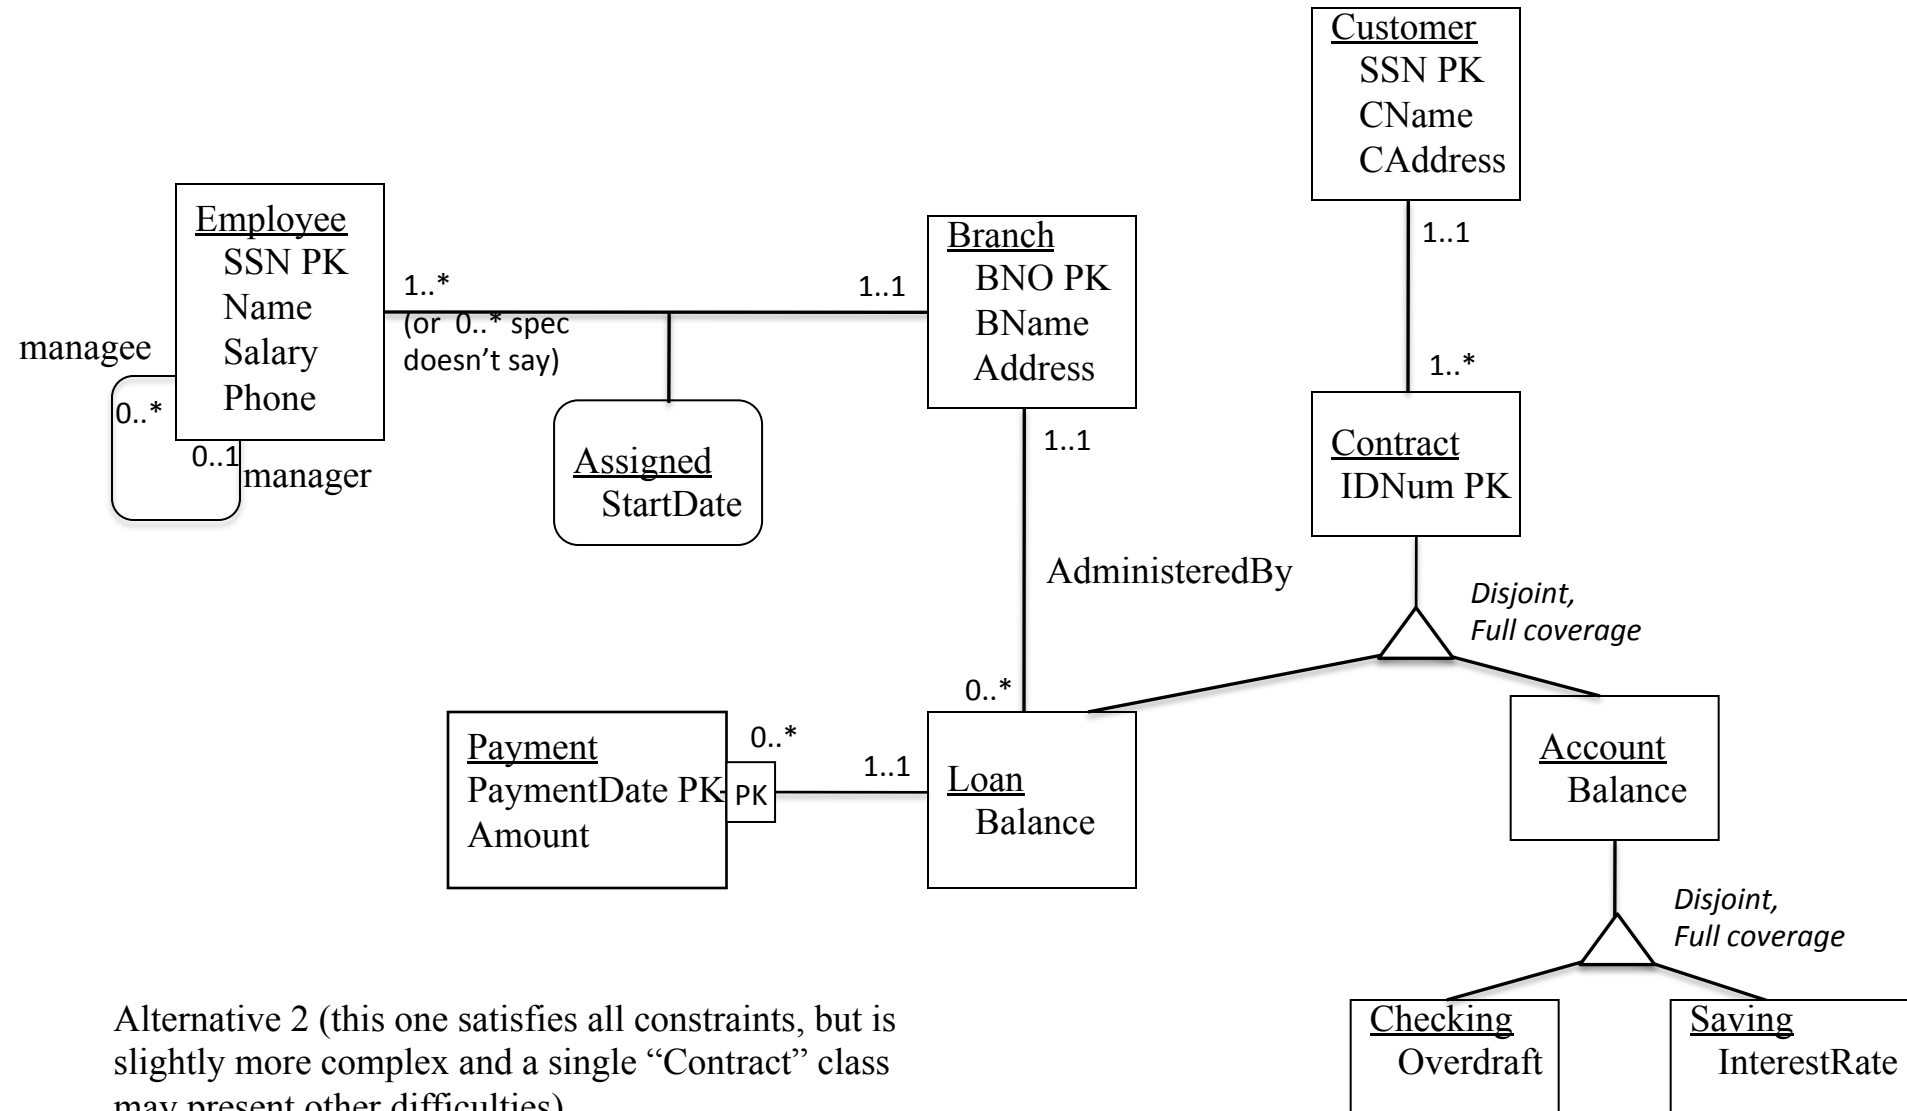 Customer
SSN PK
CName
CAddress
1..1
1..*
Employee
SSN PK
Name
Salary
Phone
managee
0..*
0..1
manager
1..*
(or 0..* spec
doesn't say)
1..1
Assigned
StartDate
Branch
BNO PK
BName
Address
1..1
AdministeredBy
0..*
Contract
IDNum PK
Disjoint,
Full coverage
Payment
PaymentDate PK
Amount
PK
0..*
1..1
Loan
Balance
Account
Balance
Disjoint,
Full coverage
Checking
Overdraft
Saving
InterestRate
Alternative 2 (this one satisfies all constraints, but is
slightly more complex and a single “Contract” class
may present other difficulties)